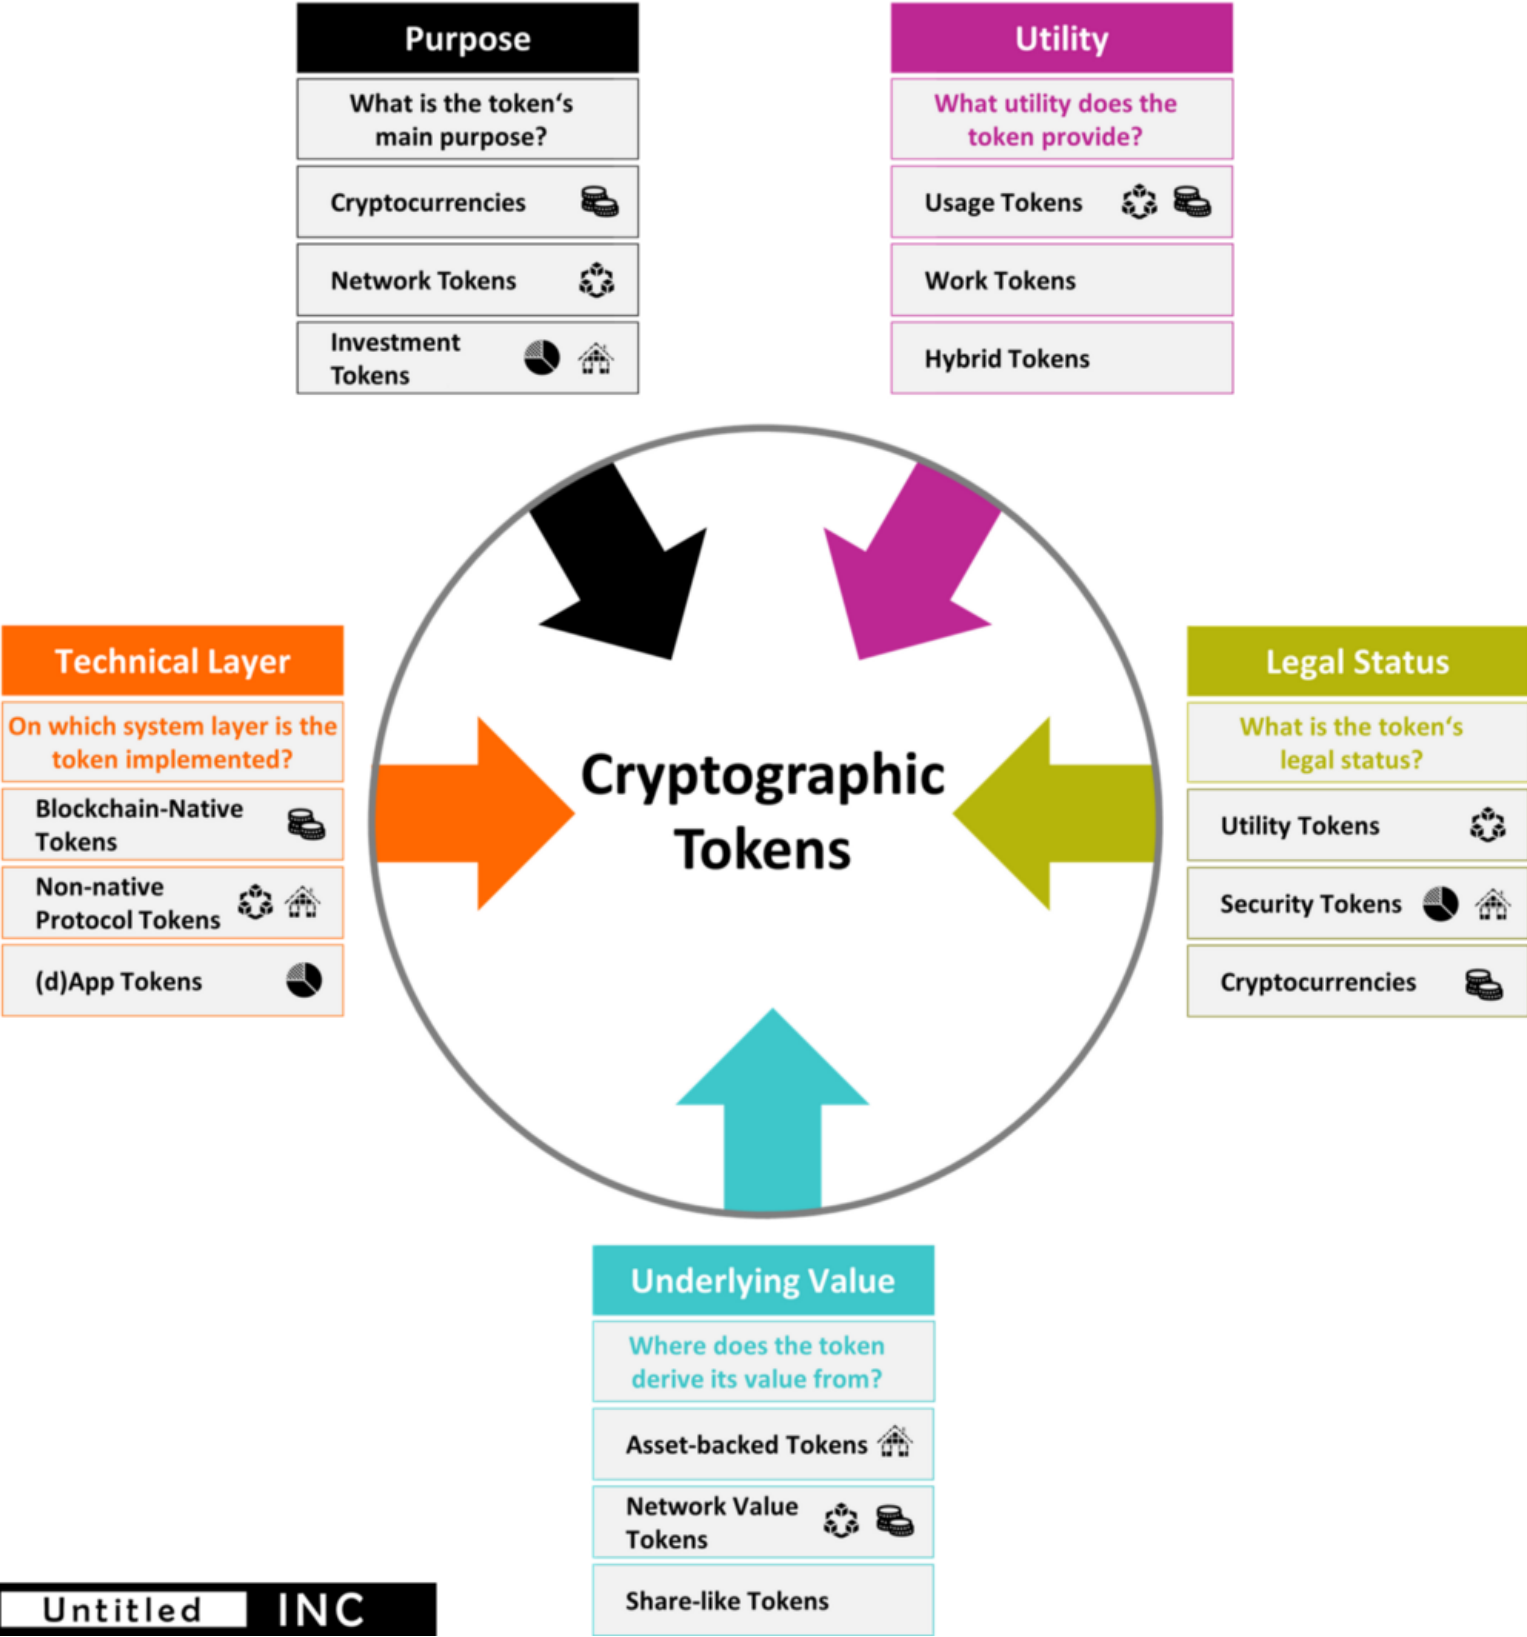 Purpose
What is the token‘s
main purpose?
Cryptocurrencies
Network Tokens
Investment
Tokens
Utility
What utility does the
token provide?
Usage Tokens
Work Tokens
Hybrid Tokens
Technical Layer
On which system layer is the
token implemented?
Blockchain-Native
Tokens
Non-native
Protocol Tokens
(d)App Tokens
Cryptographic
Tokens
Legal Status
What is the token‘s
legal status?
Utility Tokens
Security Tokens
Cryptocurrencies
Underlying Value
Where does the token
derive its value from?
Asset-backed Tokens
Network Value
Tokens
Share-like Tokens
Untitled INC